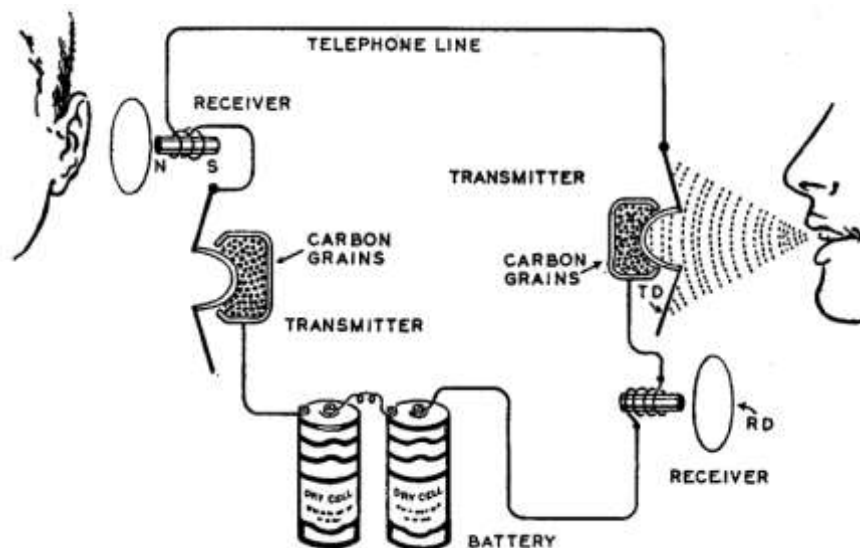 TELEPHONE LINE
RECEIVER
N S
TRANSMITTER
CARBON
GRAINS
CARBON
GRAINS
TD
TRANSMITTER
RD
RECEIVER
DRY CELL
DRY CELL
BATTERY